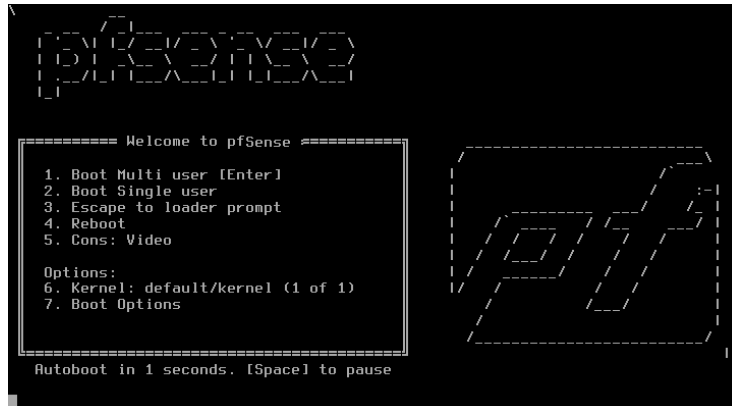 pfsense
Welcome to pfSense
1. Boot Multi user [Enter]
2. Boot Single user
3. Escape to loader prompt
4. Reboot
5. Cons: Video
Options:
6. Kernel: default/kernel (1 of 1)
7. Boot Options
pf
Autoboot in 1 seconds. [Space] to pause